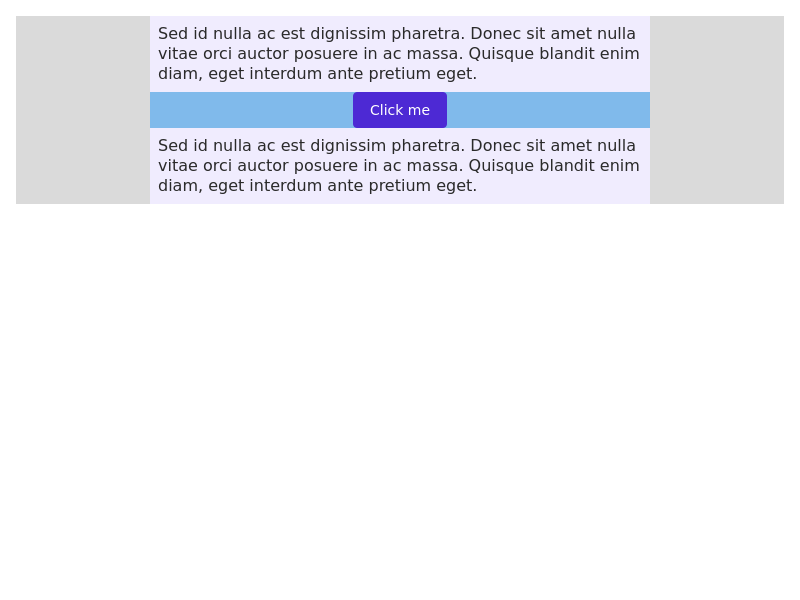 Sed id nulla ac est dignissim pharetra. Donec sit amet nulla
vitae orci auctor posuere in ac massa. Quisque blandit enim
diam, eget interdum ante pretium eget.
Click me
Sed id nulla ac est dignissim pharetra. Donec sit amet nulla
vitae orci auctor posuere in ac massa. Quisque blandit enim
diam, eget interdum ante pretium eget.